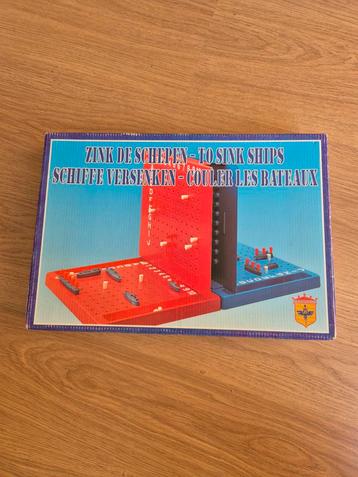 ZINK DE SCHEPEN - TO SINK SHIPS
SCHIFFE VERSENKEN - COULER LES BATEAUX